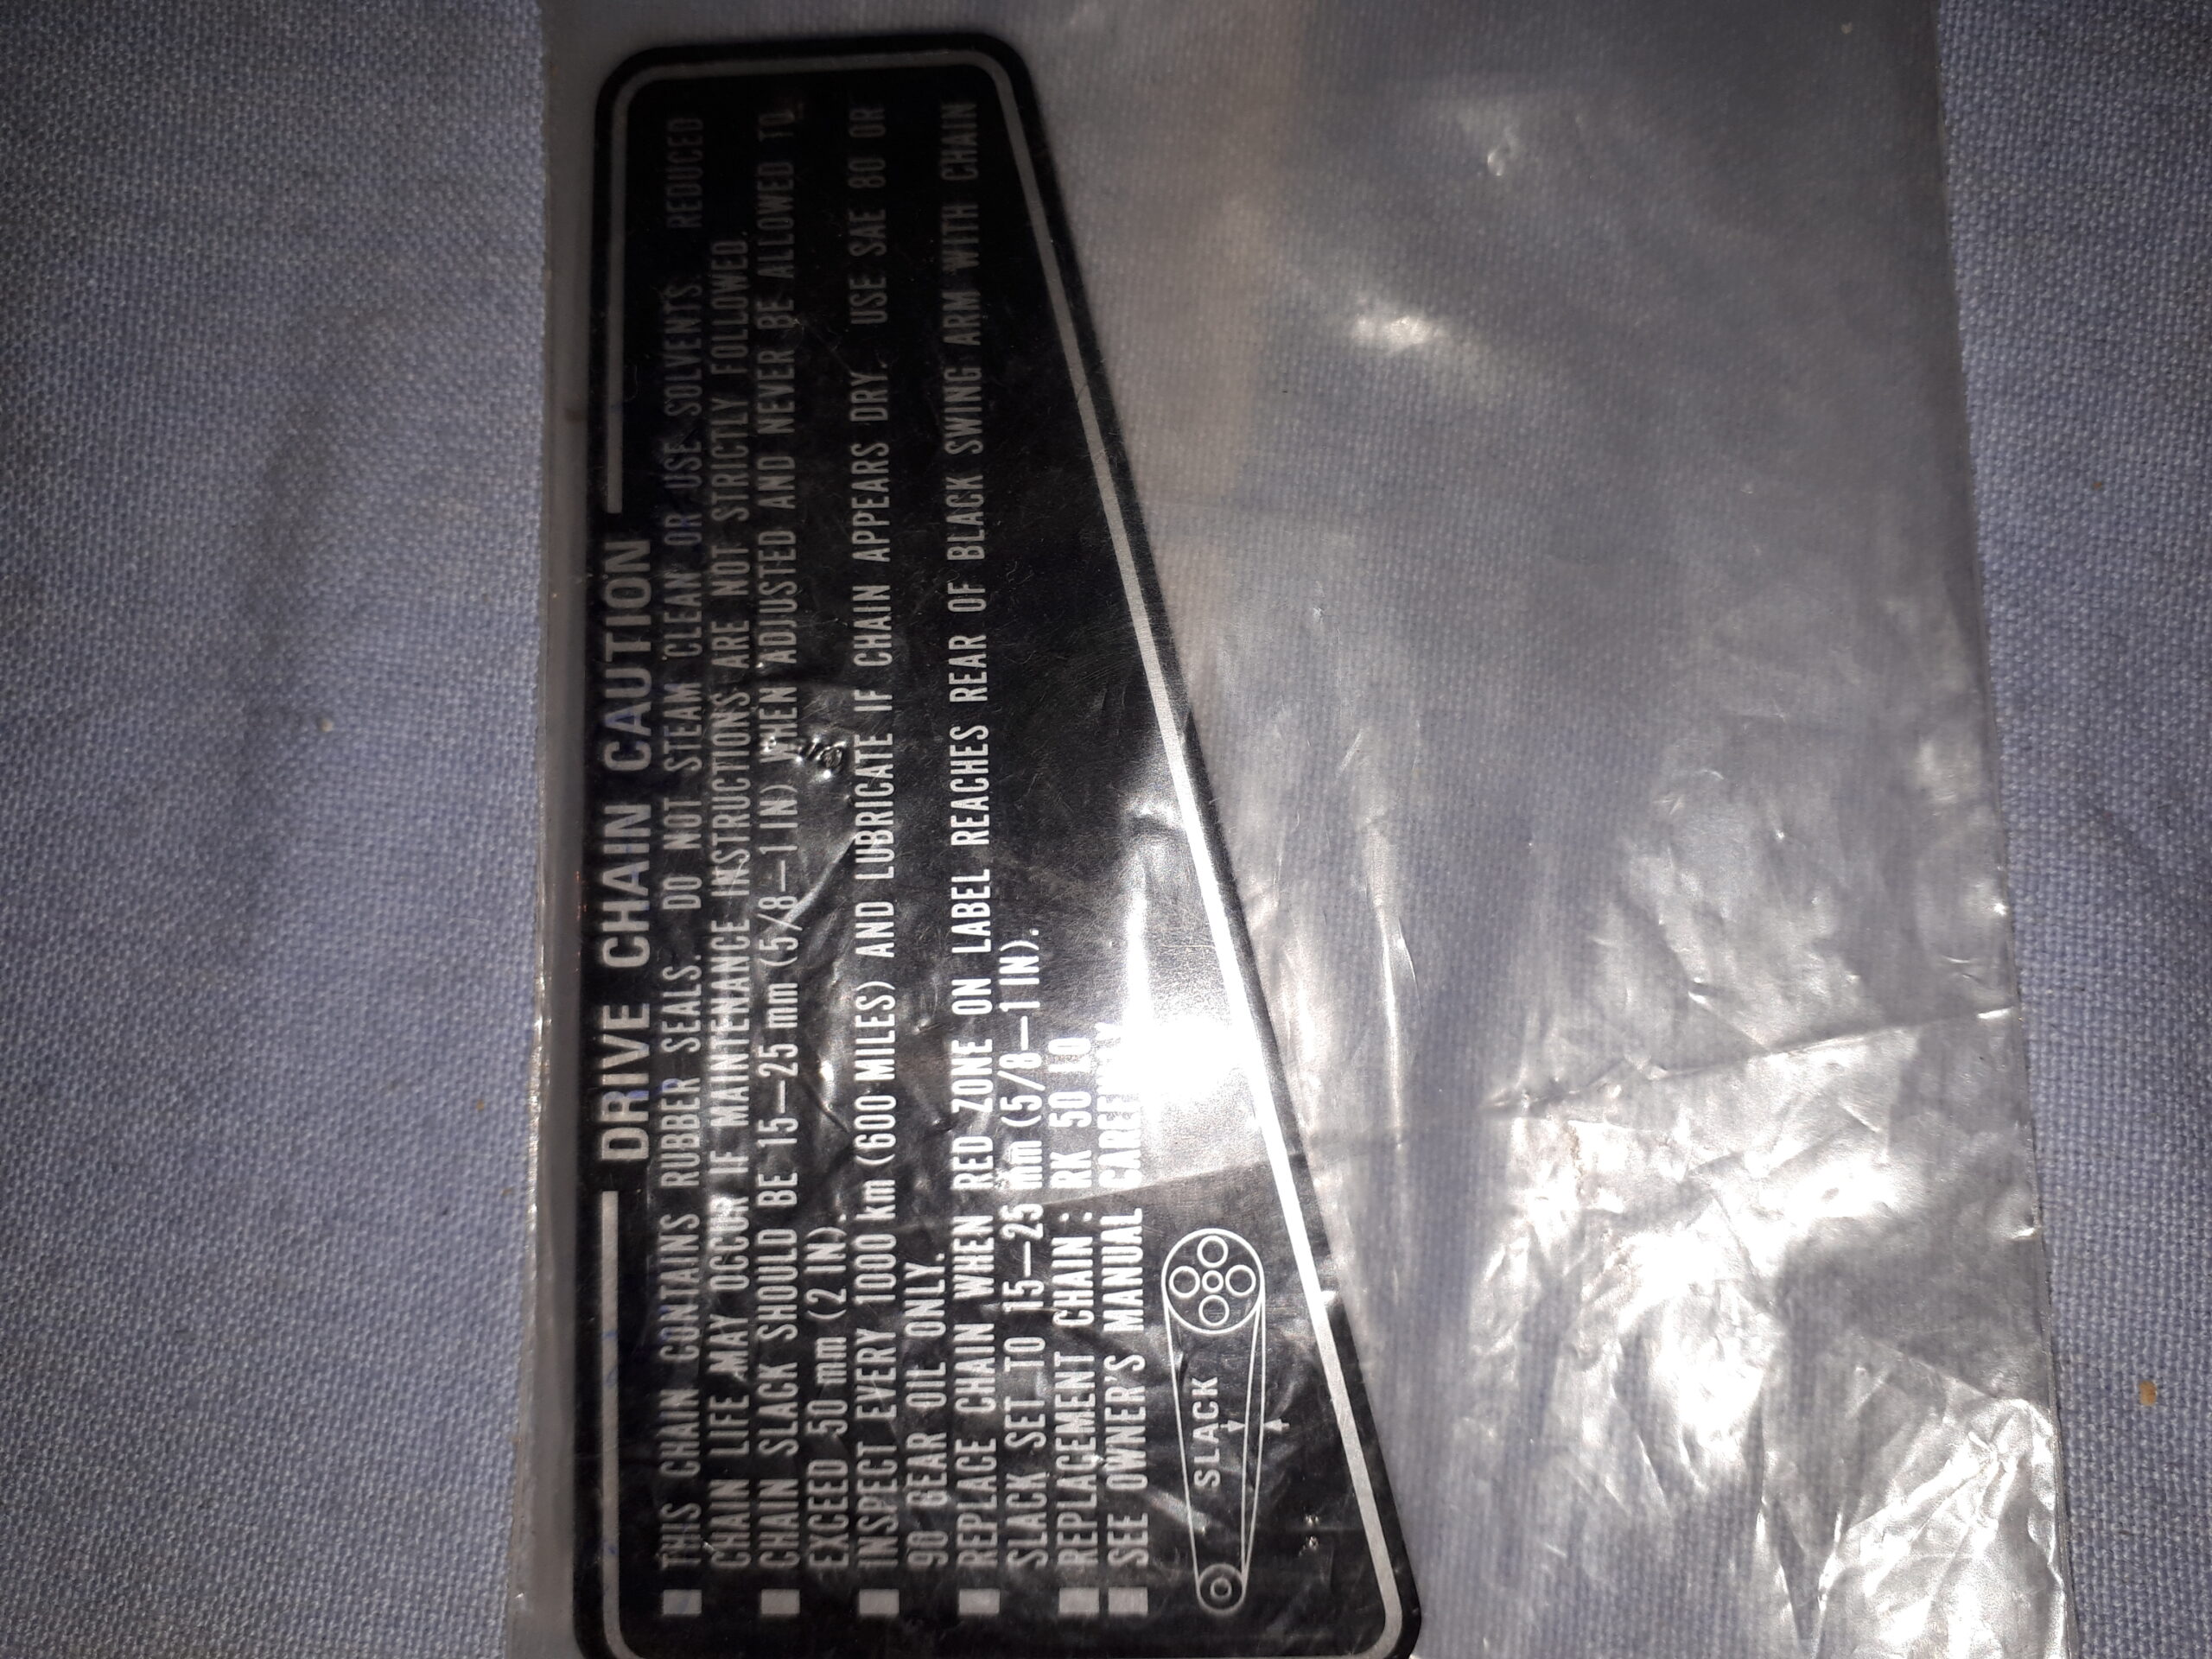 DRIVE CHAIN CAUTION
■ THIS CHAIN CONTAINS RUBBER SEALS. DO NOT STEAM CLEAN OR USE SOLVENTS. REDUCED
CHAIN LIFE MAY OCCUR IF MAINTENANCE INSTRUCTIONS ARE NOT STRICTLY FOLLOWED.
■ CHAIN SLACK SHOULD BE 15–25 mm (5/8–1 IN) WHEN ADJUSTED AND NEVER BE ALLOWED TO
EXCEED 50 mm (2 IN).
■ INSPECT EVERY 1000 km (600 MILES) AND LUBRICATE IF CHAIN APPEARS DRY. USE SAE 80 OR
90 GEAR OIL ONLY.
■ REPLACE CHAIN WHEN RED ZONE ON LABEL REACHES REAR OF BLACK SWING ARM WITH CHAIN
SLACK SET TO 15–25 mm (5/8–1 IN).
■ REPLACEMENT CHAIN : RK 50 LO
■ SEE OWNER'S MANUAL CAREFULLY
SLACK